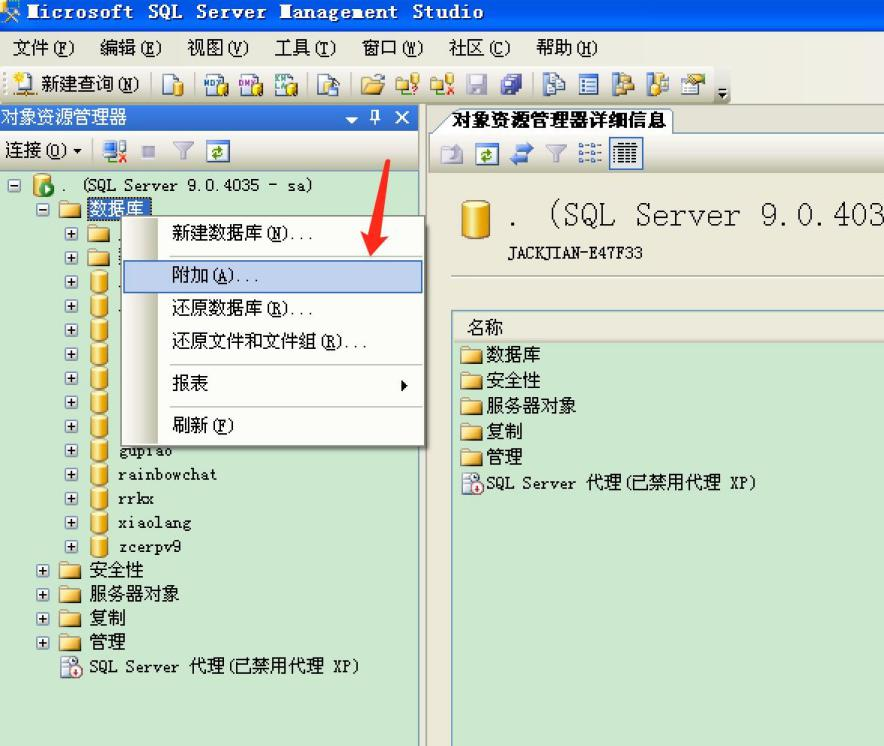 Microsoft SQL Server Management Studio
文件(F) 编辑(E) 视图(V) 工具(T) 窗口(W) 社区(C) 帮助(H)
新建查询(N)
对象资源管理器
连接(O)
. (SQL Server 9.0.4035 - sa)
数据库
新建数据库(N)...
附加(A)...
还原数据库(R)...
还原文件和文件组(R)...
报表
刷新(F)
gupiao
rainbowchat
rrkx
xiaolang
zcerpv9
安全性
服务器对象
复制
管理
SQL Server 代理(已禁用代理 XP)
对象资源管理器详细信息
. (SQL Server 9.0.403
JACKJIAN-E47F33
名称
数据库
安全性
服务器对象
复制
管理
SQL Server 代理(已禁用代理 XP)